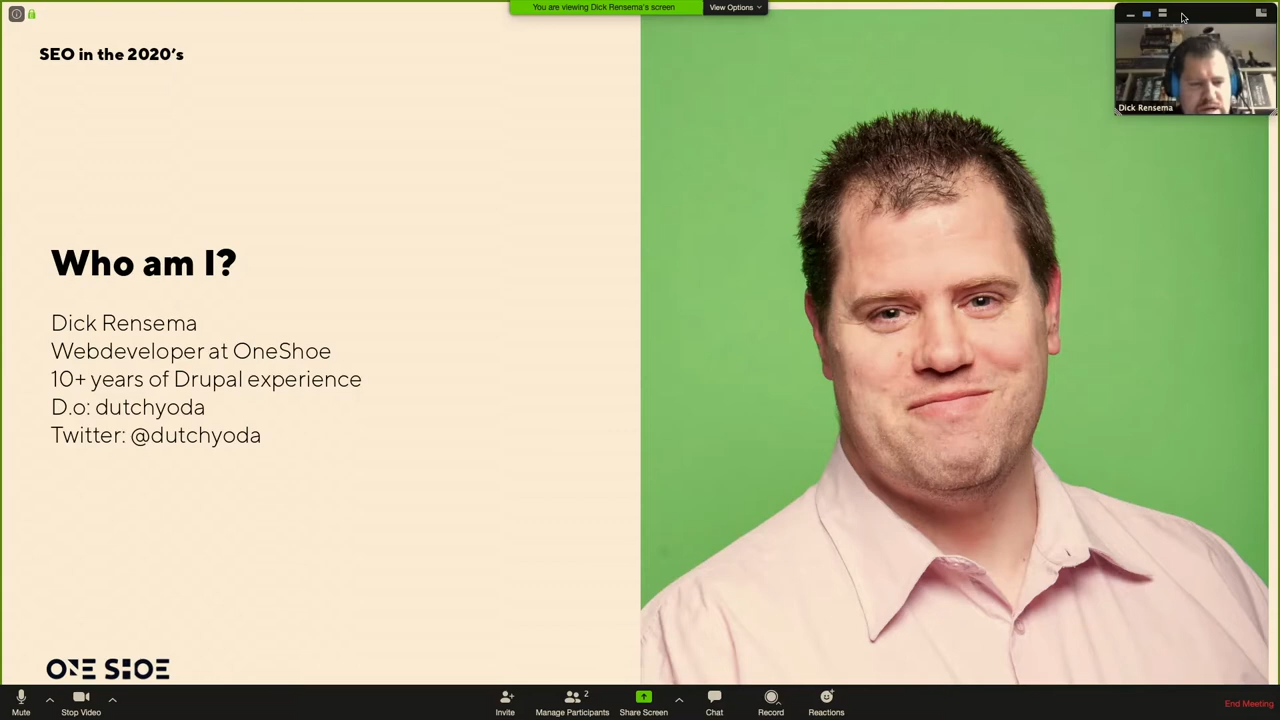 You are viewing Dick Rensema's screen
View Options
SEO in the 2020's
Dick Rensema
Who am I?
Dick Rensema
Webdeveloper at OneShoe
10+ years of Drupal experience
D.o: dutchyoda
Twitter: @dutchyoda
ONE SHOE
Mute
Stop Video
Invite
Manage Participants
2
Share Screen
Chat
Record
Reactions
End Meeting